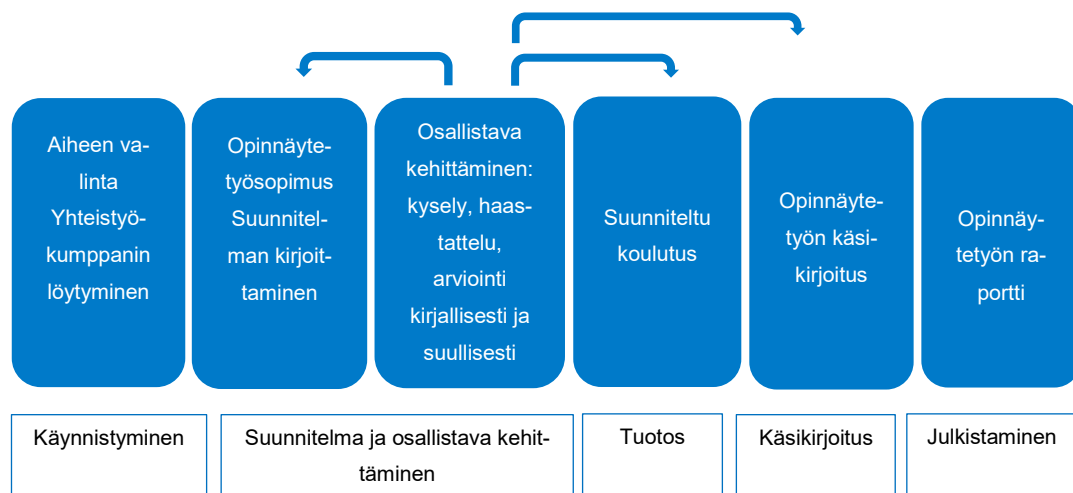 Aiheen va-
linta
Yhteistyö-
kumppanin
löytyminen
Opinnäyte-
työsopimus
Suunnitel-
man kirjoit-
taminen
Osallistava
kehittäminen:
kysely, haas-
tattelu,
arviointi
kirjallisesti ja
suullisesti
Suunniteltu
koulutus
Opinnäyte-
työn käsi-
kirjoitus
Opinnäy-
tetyön ra-
portti
Käynnistyminen
Suunnitelma ja osallistava kehit-
täminen
Tuotos
Käsikirjoitus
Julkistaminen